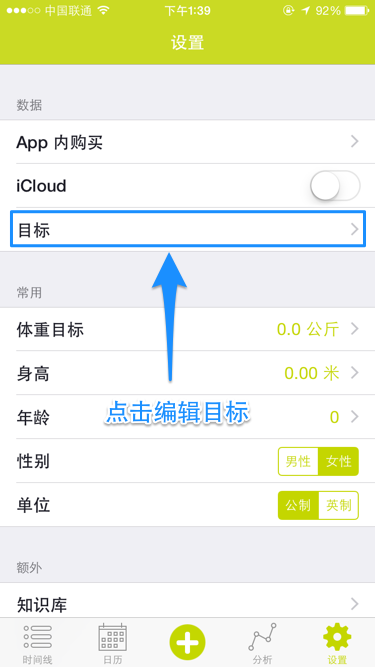 中国联通 下午1:39 92%
设置
数据
App 内购买
iCloud
目标
常用
体重目标 0.0 公斤
身高 0.00 米
点击编辑目标
年龄 0
性别 男性 女性
单位 公制 英制
额外
知识库
时间线 日历 分析 设置